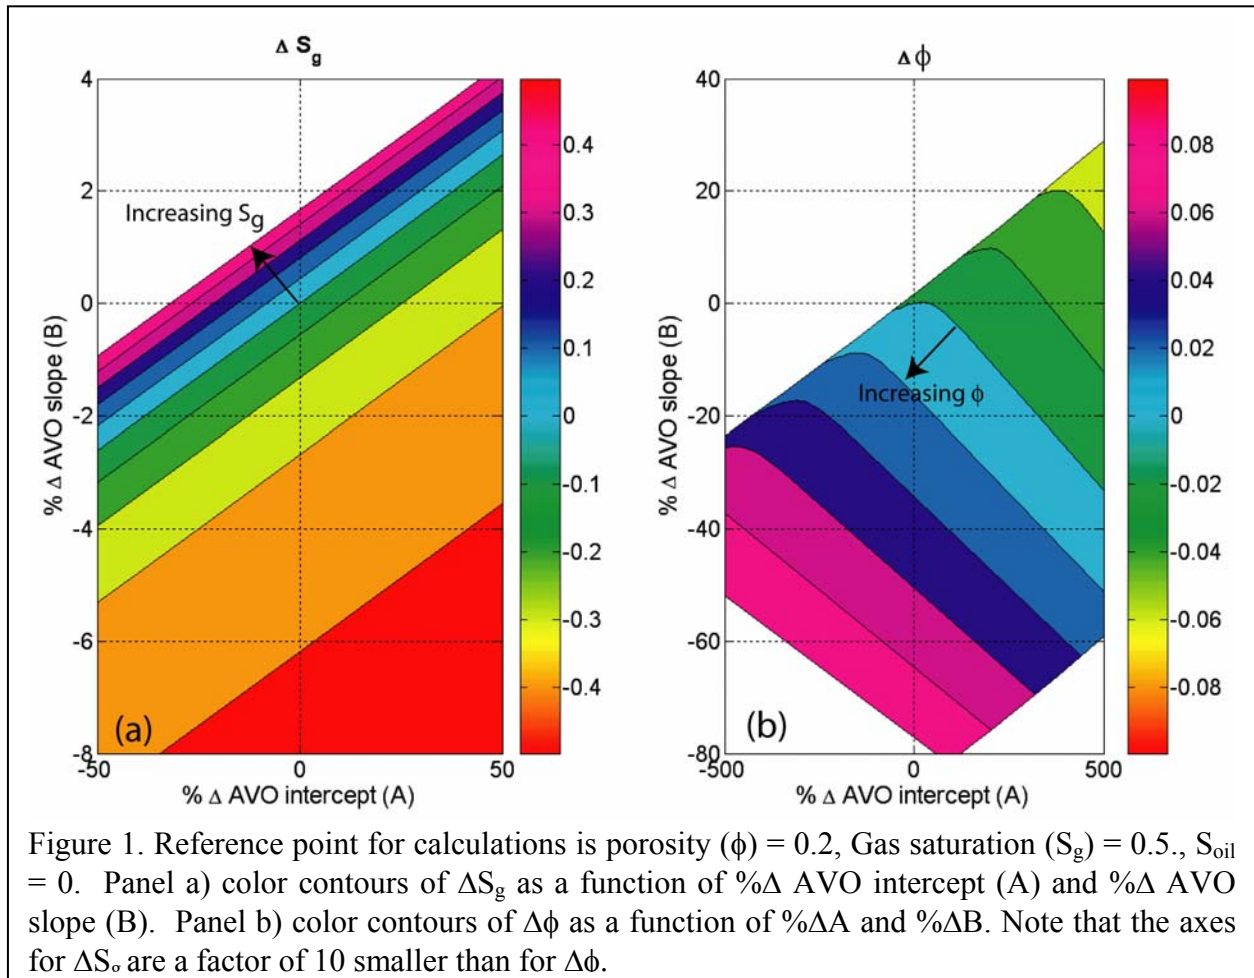 Δ S_g
4
2
0
-2
-4
-6
-8
% Δ AVO slope (B)
Increasing S_g
(a)
-50
0
50
% Δ AVO intercept (A)
0.4
0.3
0.2
0.1
0
-0.1
-0.2
-0.3
-0.4
Δ ϕ
40
20
0
-20
-40
-60
-80
% Δ AVO slope (B)
Increasing ϕ
(b)
-500
0
500
% Δ AVO intercept (A)
0.08
0.06
0.04
0.02
0
-0.02
-0.04
-0.06
-0.08
Figure 1. Reference point for calculations is porosity (ϕ) = 0.2, Gas saturation (S_g) = 0.5., S_oil
= 0. Panel a) color contours of ΔS_g as a function of %Δ AVO intercept (A) and %Δ AVO
slope (B). Panel b) color contours of Δϕ as a function of %ΔA and %ΔB. Note that the axes
for ΔS_g are a factor of 10 smaller than for Δϕ.